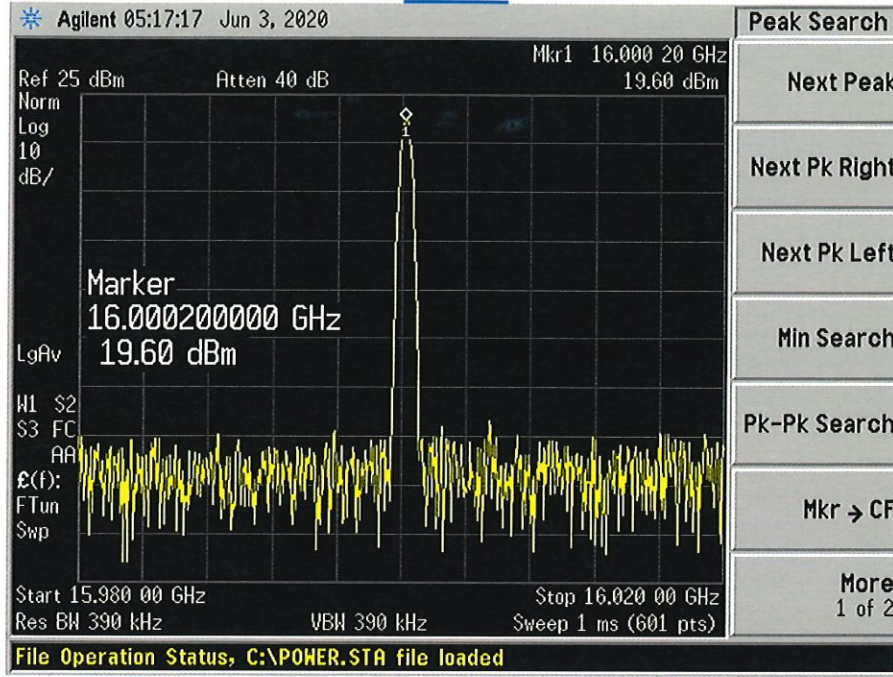 Agilent 05:17:17 Jun 3, 2020
Peak Search
Mkr1 16.000 20 GHz
Ref 25 dBm Atten 40 dB 19.60 dBm
Norm
Log
10
dB/
1
Marker
16.000200000 GHz
19.60 dBm
LgAv
W1 S2
S3 FC
AA
£(f):
FTun
Swp
Start 15.980 00 GHz Stop 16.020 00 GHz
Res BW 390 kHz VBW 390 kHz Sweep 1 ms (601 pts)
File Operation Status, C:\POWER.STA file loaded
Next Peak
Next Pk Right
Next Pk Left
Min Search
Pk-Pk Search
Mkr → CF
More
1 of 2